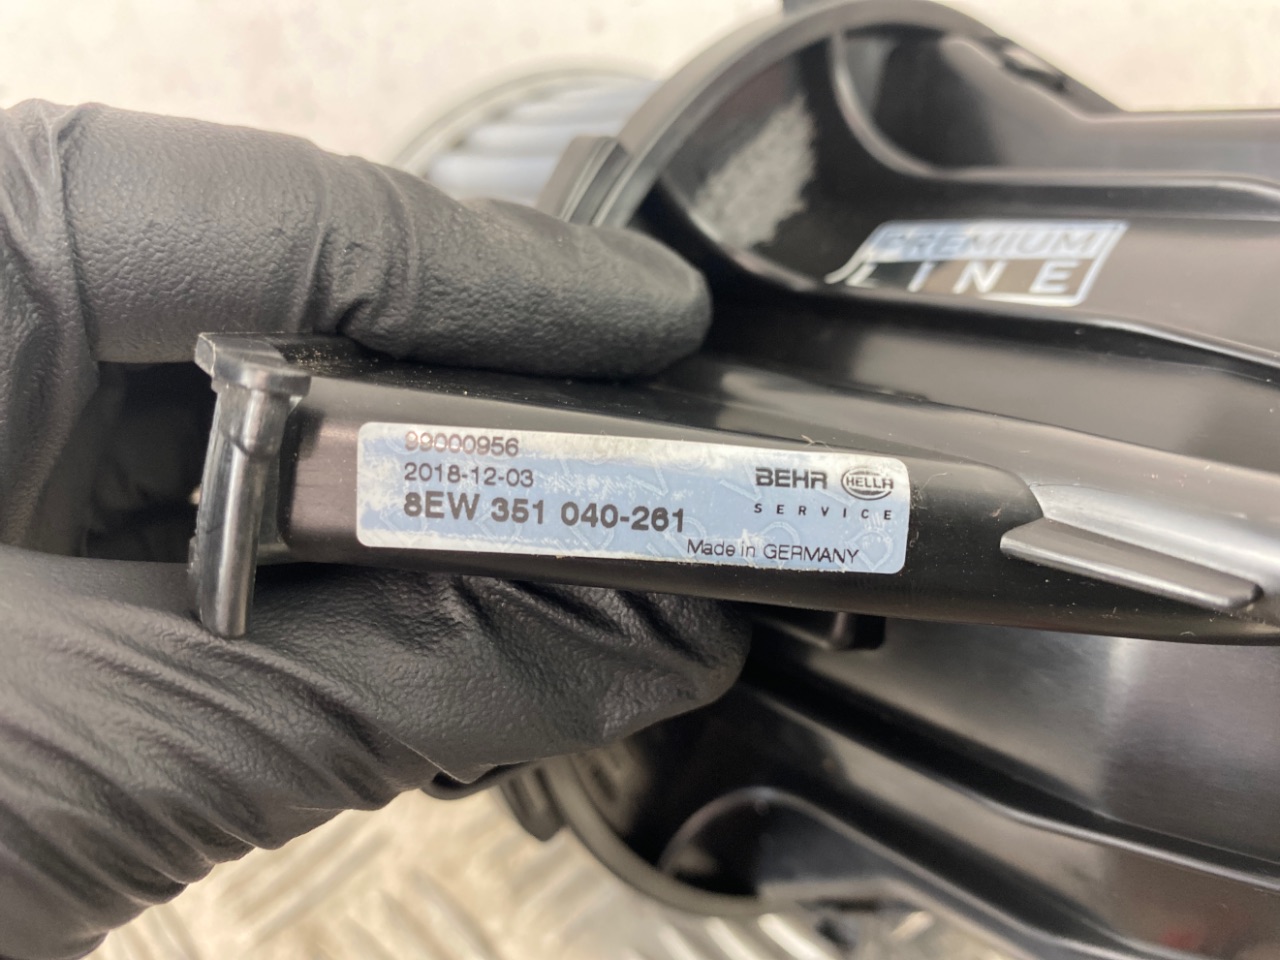 PREMIUM
LINE
99000956
2018-12-03
8EW 351 040-261
BEHR HELLA
SERVICE
Made in GERMANY